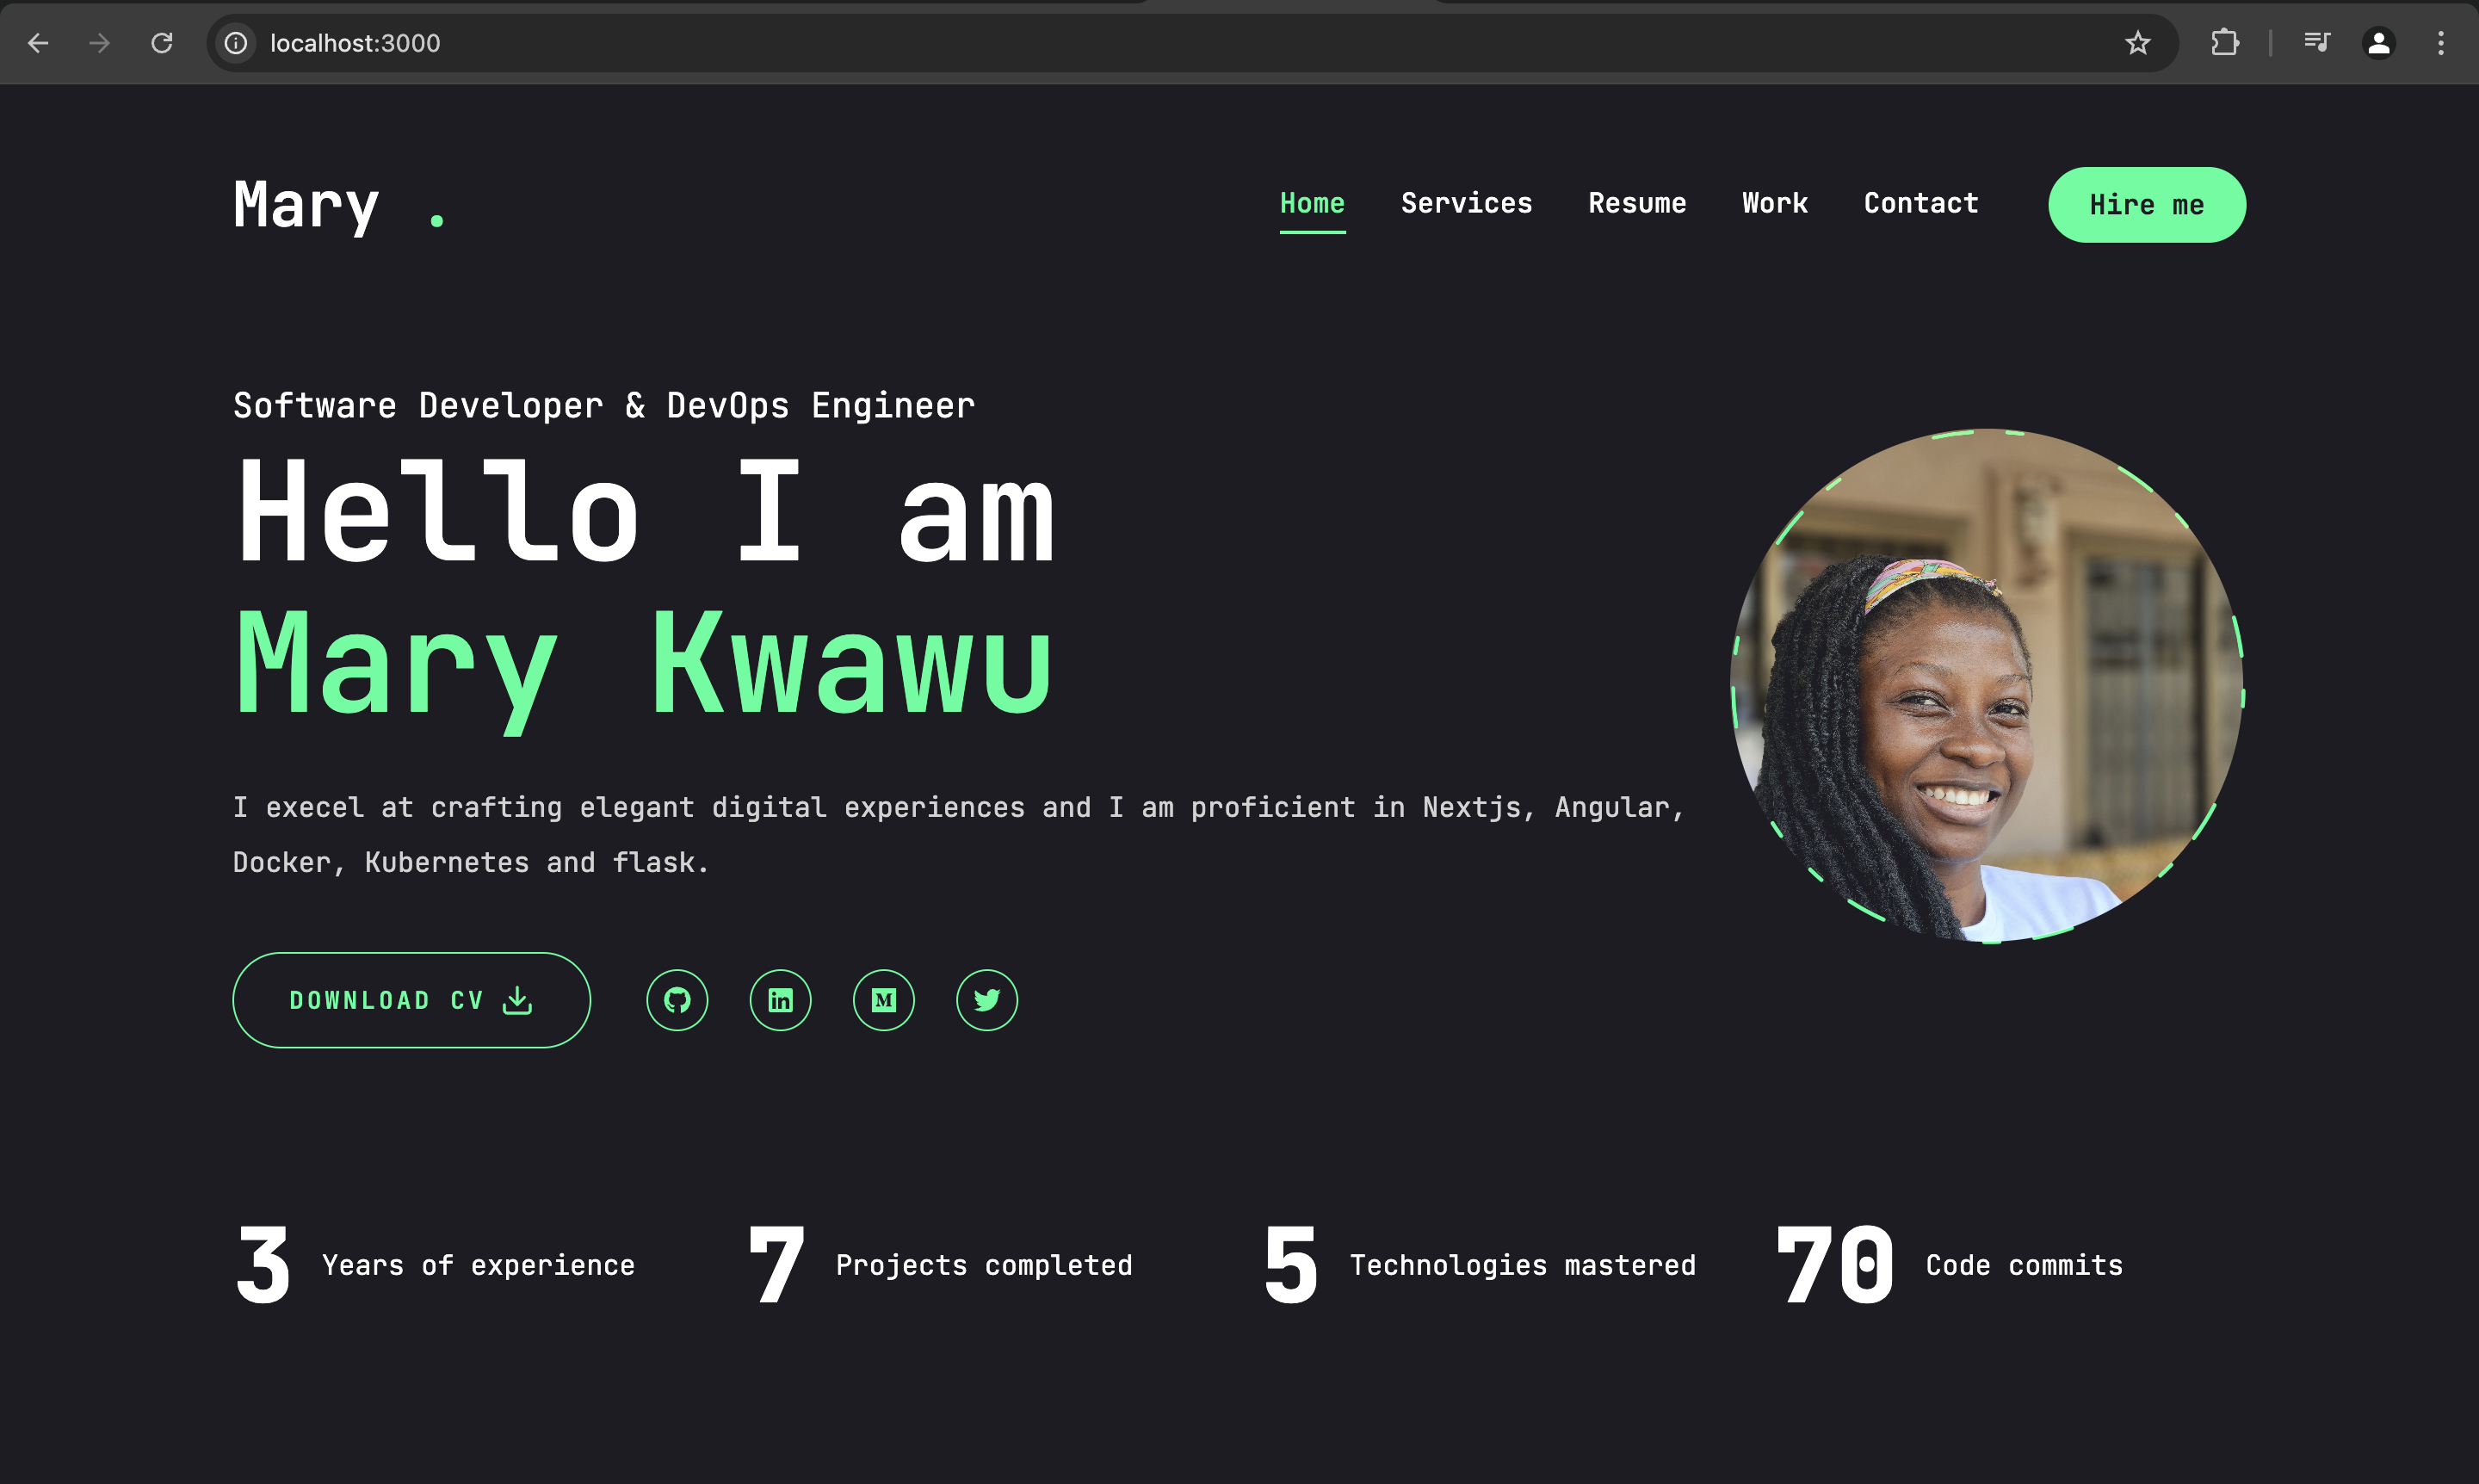 localhost:3000
Mary .
Home Services Resume Work Contact Hire me
Software Developer & DevOps Engineer
Hello I am
Mary Kwawu
I execel at crafting elegant digital experiences and I am proficient in Nextjs, Angular,
Docker, Kubernetes and flask.
DOWNLOAD CV
3 Years of experience 7 Projects completed 5 Technologies mastered 70 Code commits